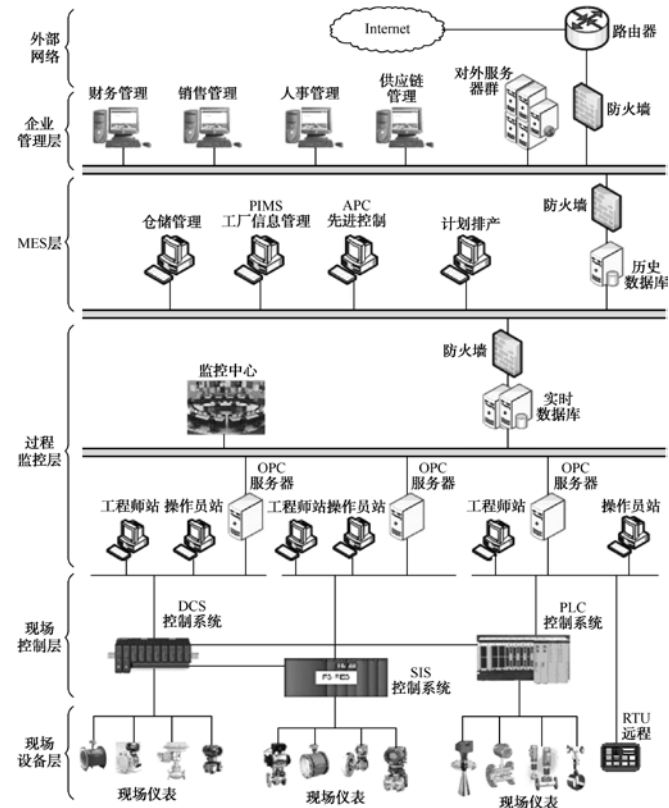 外部
网络
Internet
路由器
企业
管理层
财务管理
销售管理
人事管理
供应链
管理
对外服务
器群
防火墙
MES层
仓储管理
PIMS
工厂信息管理
APC
先进控制
计划排产
防火墙
历史
数据库
过程
监控层
监控中心
防火墙
实时
数据库
工程师站
操作员站
OPC
服务器
工程师站
操作员站
OPC
服务器
工程师站
OPC
服务器
操作员站
现场
控制层
DCS
控制系统
SIS
控制系统
PLC
控制系统
现场
设备层
现场仪表
现场仪表
现场仪表
RTU
远程